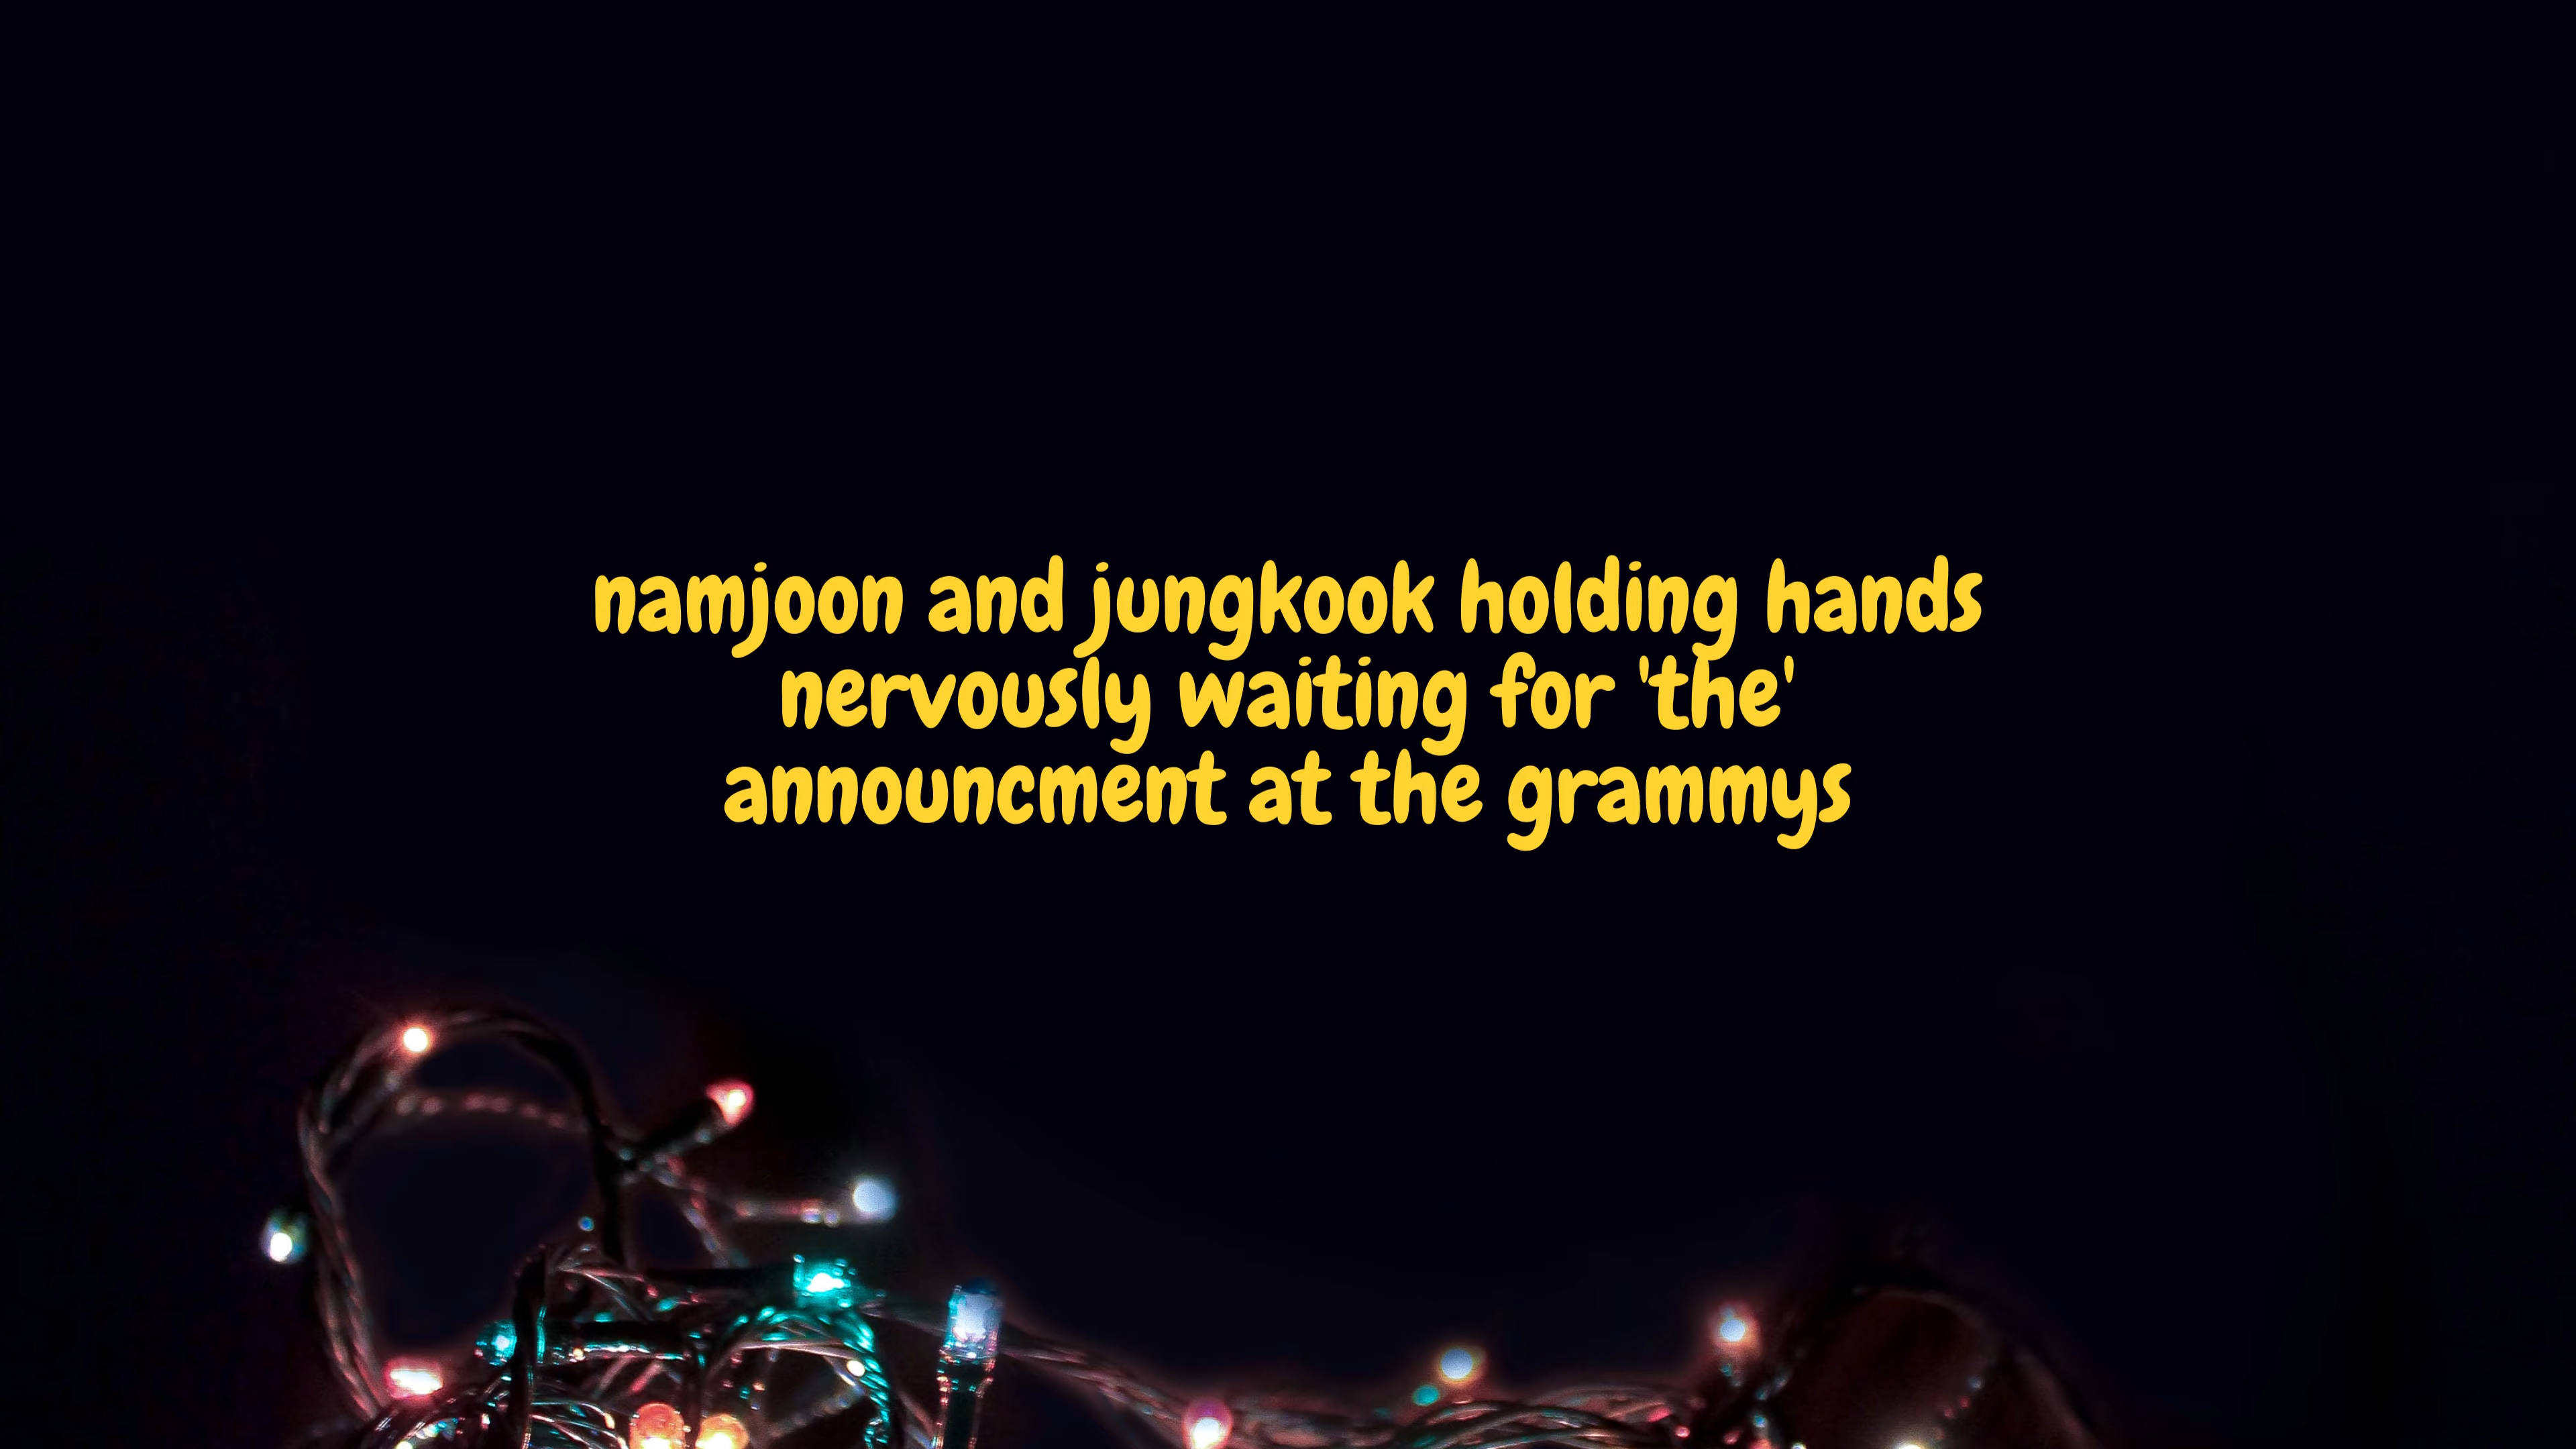 namjoon and jungkook holding hands
nervously waiting for 'the'
announcment at the grammys